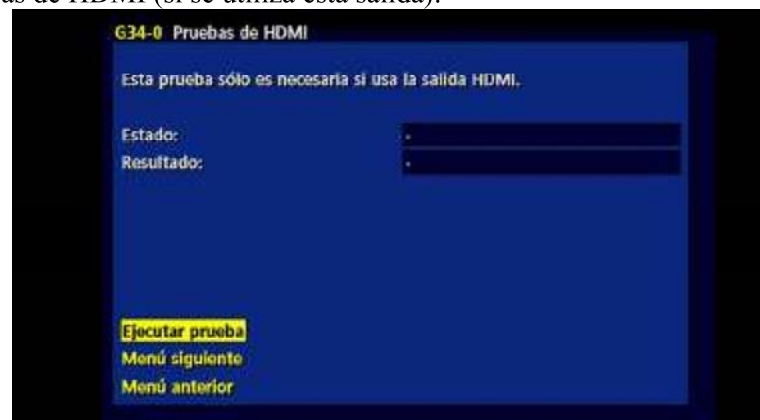 as de HDMI (si se utiliza esta salida).
G34-0 Pruebas de HDMI
Esta prueba sólo es necesaria si usa la salida HDMI.
Estado: -
Resultado: -
Ejecutar prueba
Menú siguiente
Menú anterior